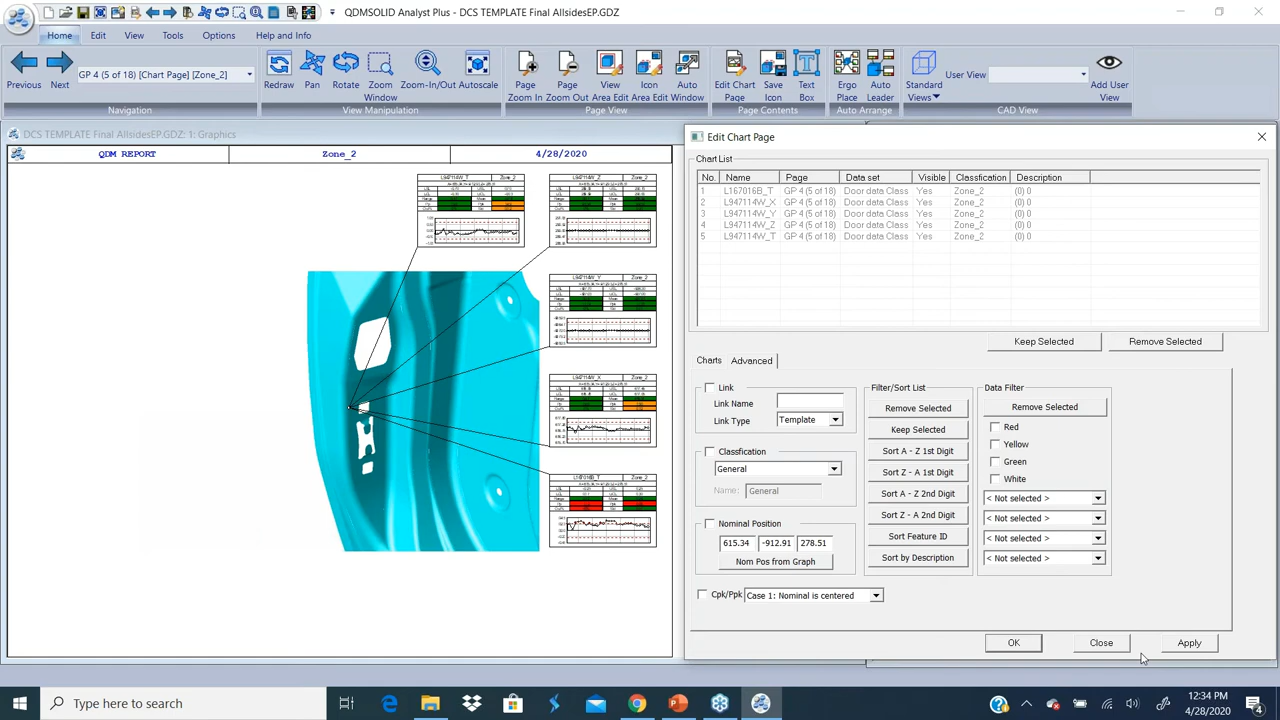 QDMSOLID Analyst Plus - DCS TEMPLATE Final AllsidesEP.GDZ
Home Edit View Tools Options Help and Info
GP 4 (5 of 18) [Chart Page] [Zone_2]
Previous Next
Navigation
Redraw Pan Rotate Zoom Window Zoom-In/Out Autoscale
View Manipulation
Page Zoom In Page Zoom Out View Area Edit Icon Area Edit Auto Window
Page View
Edit Chart Page Save Icon Text Box
Page Contents
Ergo Place Auto Leader
Auto Arrange
Standard Views User View Add User View
CAD View
DCS TEMPLATE Final AllsidesEP.GDZ: 1: Graphics
QDM REPORT Zone_2 4/28/2020
L947114W_T Zone_2
L947114W_Z Zone_2
L947114W_Y Zone_2
L947114W_X Zone_2
L167016B_T Zone_2
Edit Chart Page
Chart List
No. Name Page Data set Visible Classfication Description
1 L167016B_T GP 4 (5 of 18) Door data Class Yes Zone_2 (0) 0
2 L947114W_X GP 4 (5 of 18) Door data Class Yes Zone_2 (0) 0
3 L947114W_Y GP 4 (5 of 18) Door data Class Yes Zone_2 (0) 0
4 L947114W_Z GP 4 (5 of 18) Door data Class Yes Zone_2 (0) 0
5 L947114W_T GP 4 (5 of 18) Door data Class Yes Zone_2 (0) 0
Keep Selected Remove Selected
Charts Advanced
Link
Link Name
Link Type Template
Classfication
General
Name: General
Nominal Position
615.34 -912.91 278.51
Nom Pos from Graph
Cpk/Ppk Case 1: Nominal is centered
Filter/Sort List
Remove Selected
Keep Selected
Sort A - Z 1st Digit
Sort Z - A 1st Digit
Sort A - Z 2nd Digit
Sort Z - A 2nd Digit
Sort Feature ID
Sort by Description
Data Filter
Remove Selected
Red
Yellow
Green
White
< Not selected >
< Not selected >
< Not selected >
< Not selected >
OK Close Apply
Type here to search
12:34 PM
4/28/2020